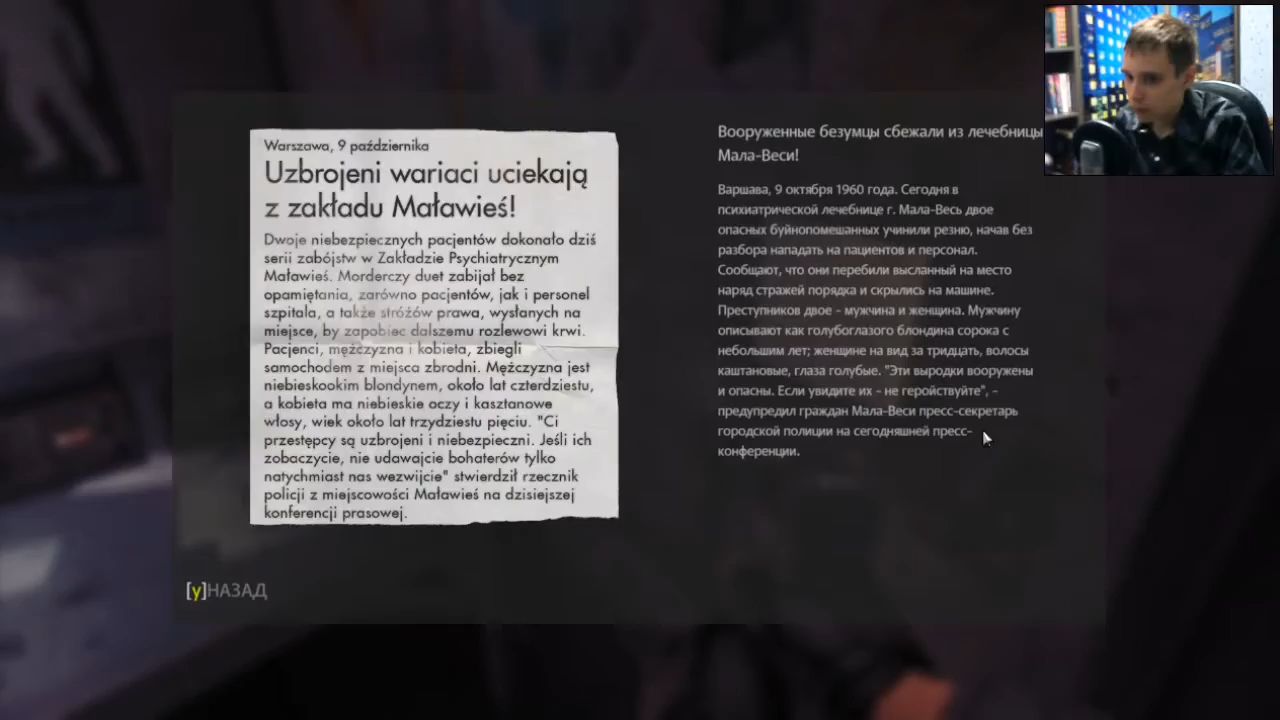 Warszawa, 9 października
Uzbrojeni wariaci uciekają
z zakładu Maławieś!
Dwoje niebezpiecznych pacjentów dokonało dziś
serii zabójstw w Zakładzie Psychiatrycznym
Maławieś. Morderczy duet zabijał bez
opamiętania, zarówno pacjentów, jak i personel
szpitala, a także stróżów prawa, wysłanych na
miejsce, by zapobiec dalszemu rozlewowi krwi.
Pacjenci, mężczyzna i kobieta, zbiegli
samochodem z miejsca zbrodni. Mężczyzna jest
niebieskookim blondynem, około lat czterdziestu,
a kobieta ma niebieskie oczy i kasztanowe
włosy, wiek około lat trzydziestu pięciu. "Ci
przestępcy są uzbrojeni i niebezpieczni. Jeśli ich
zobaczycie, nie udawajcie bohaterów tylko
natychmiast nas wezwijcie" stwierdził rzecznik
policji z miejscowości Maławieś na dzisiejszej
konferencji prasowej.
Вооруженные безумцы сбежали из лечебницы
Мала-Веси!
Варшава, 9 октября 1960 года. Сегодня в
психиатрической лечебнице г. Мала-Весь двое
опасных буйнопомешанных учинили резню, начав без
разбора нападать на пациентов и персонал.
Сообщают, что они перебили высланный на место
наряд стражей порядка и скрылись на машине.
Преступников двое - мужчина и женщина. Мужчину
описывают как голубоглазого блондина сорока с
небольшим лет; женщине на вид за тридцать, волосы
каштановые, глаза голубые. "Эти выродки вооружены
и опасны. Если увидите их - не геройствуйте", -
предупредил граждан Мала-Веси пресс-секретарь
городской полиции на сегодняшней пресс-
конференции.
[y]НАЗАД